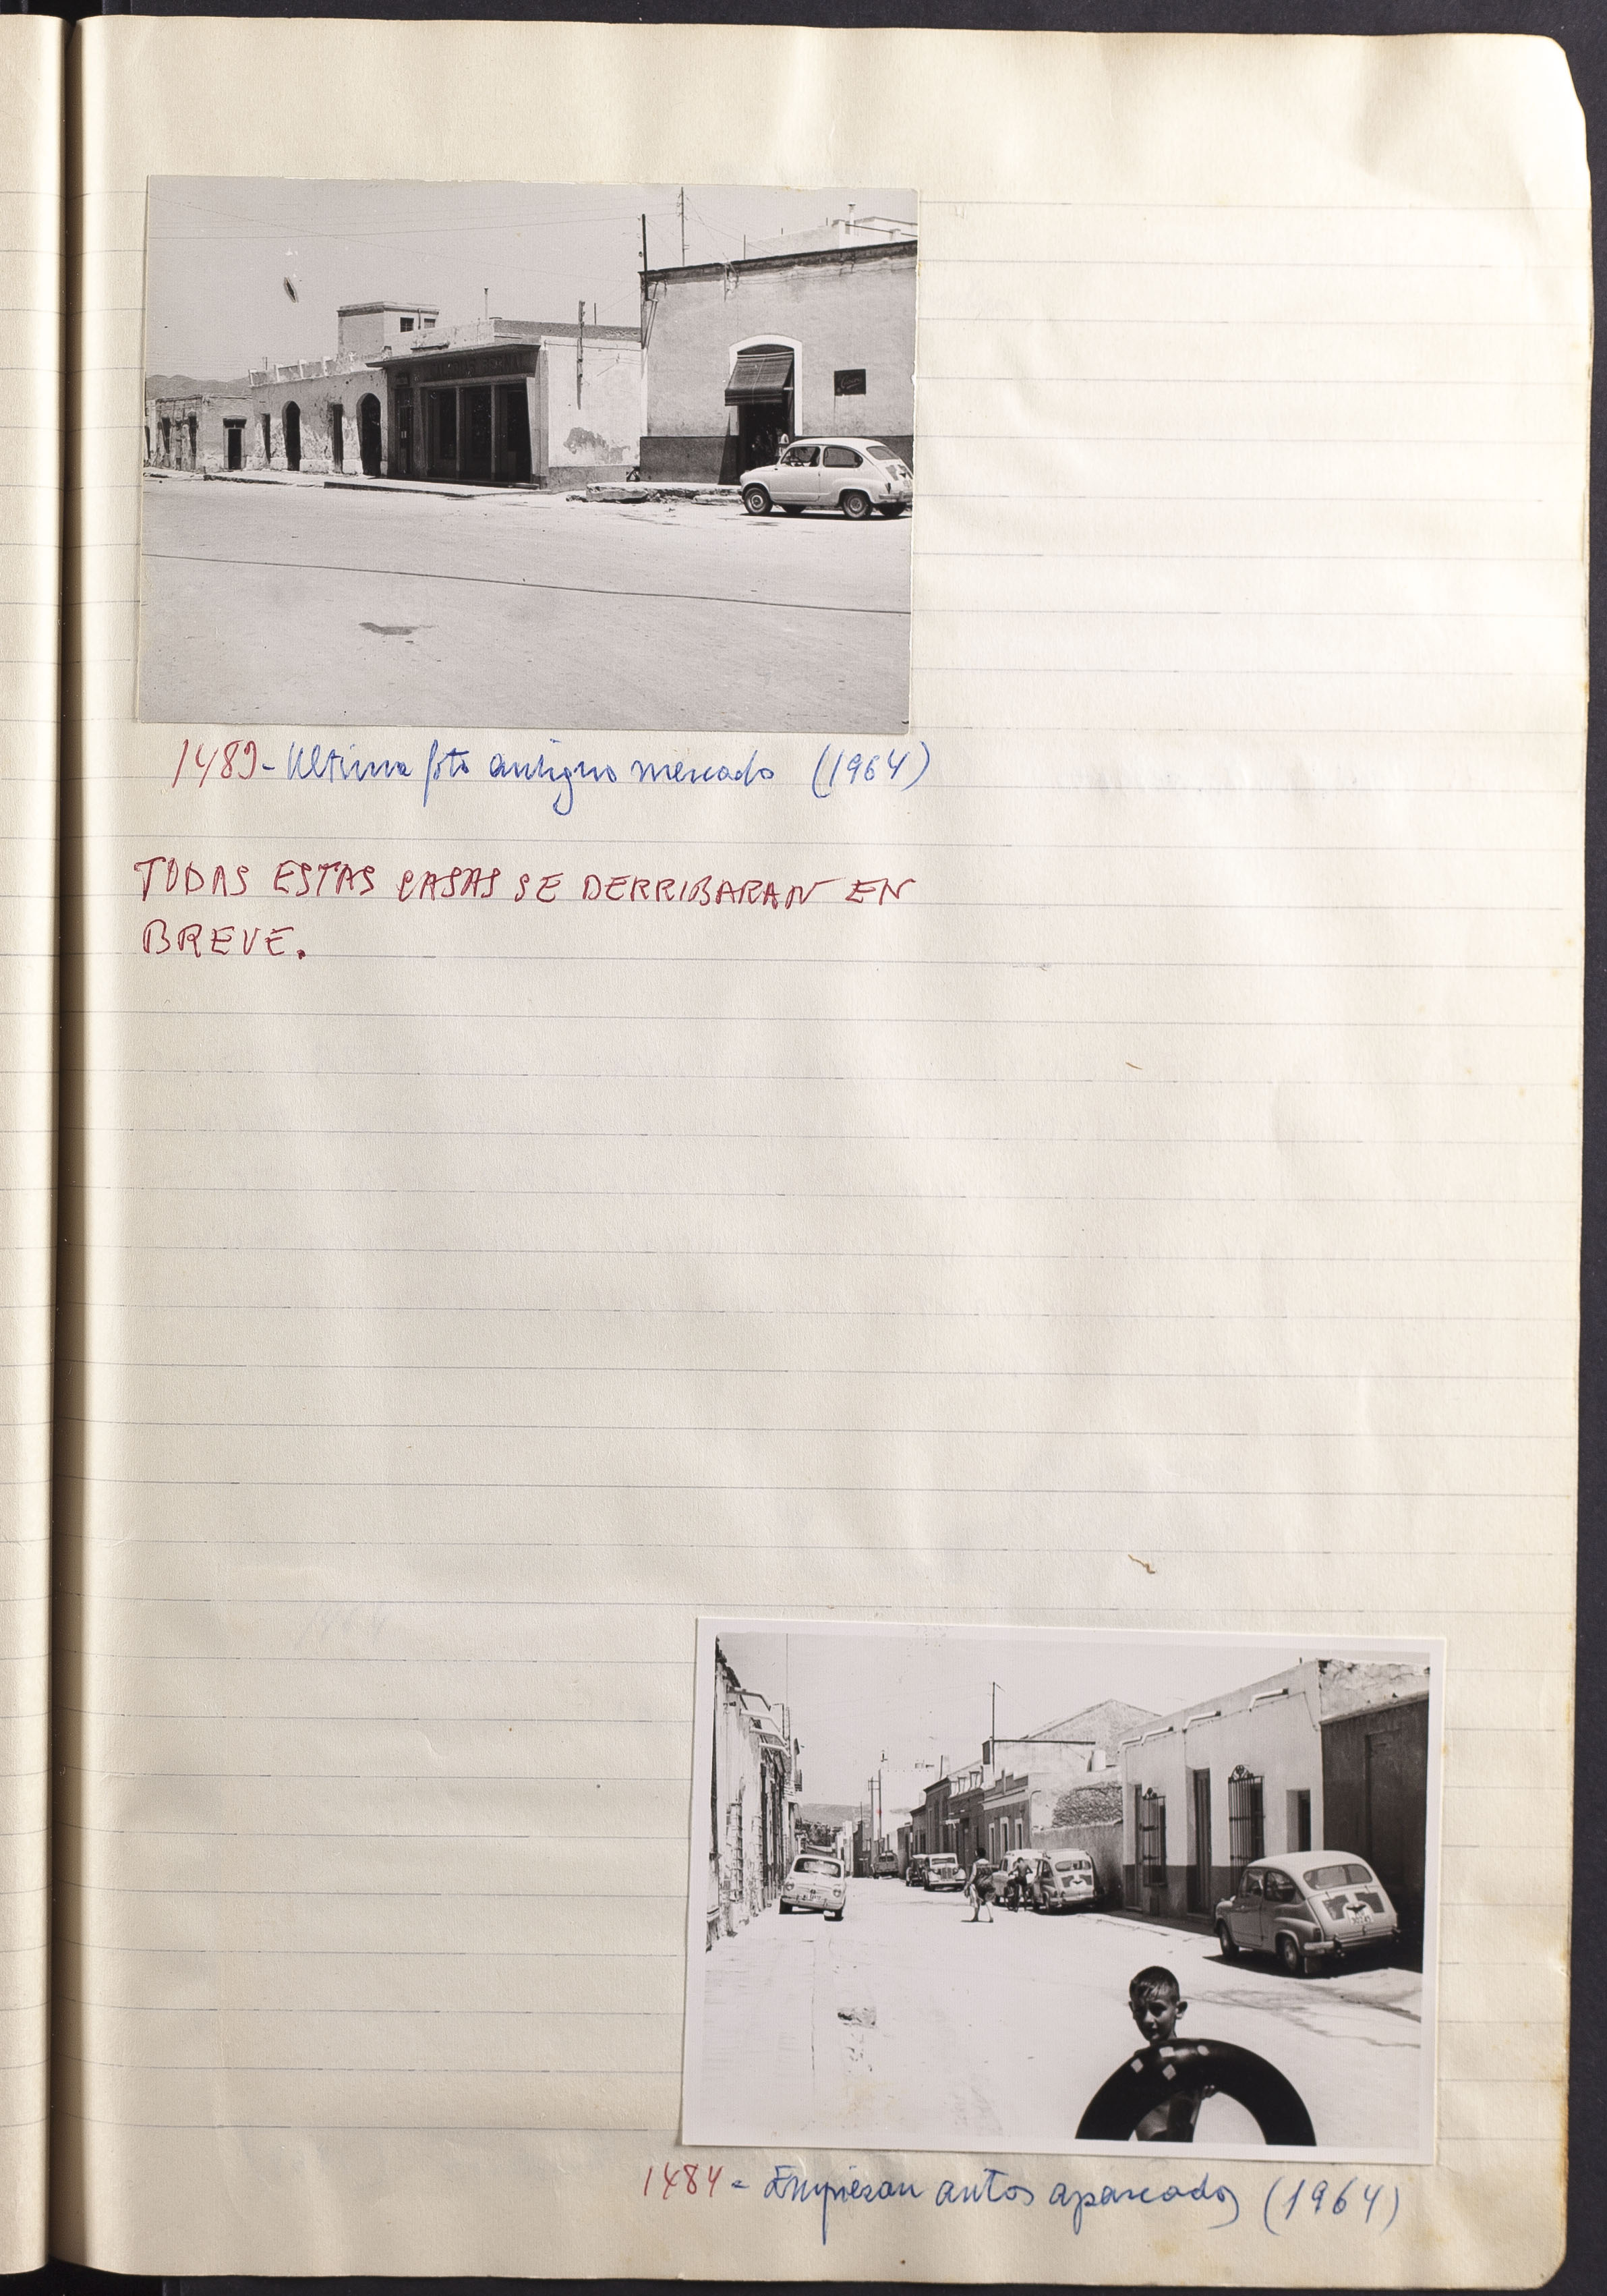 1483- Ultima foto antiguo mercado (1964)
TODAS ESTAS CASAS SE DERRIBARAN EN
BREVE.
1484 - Empiezan autos aparcados (1964)